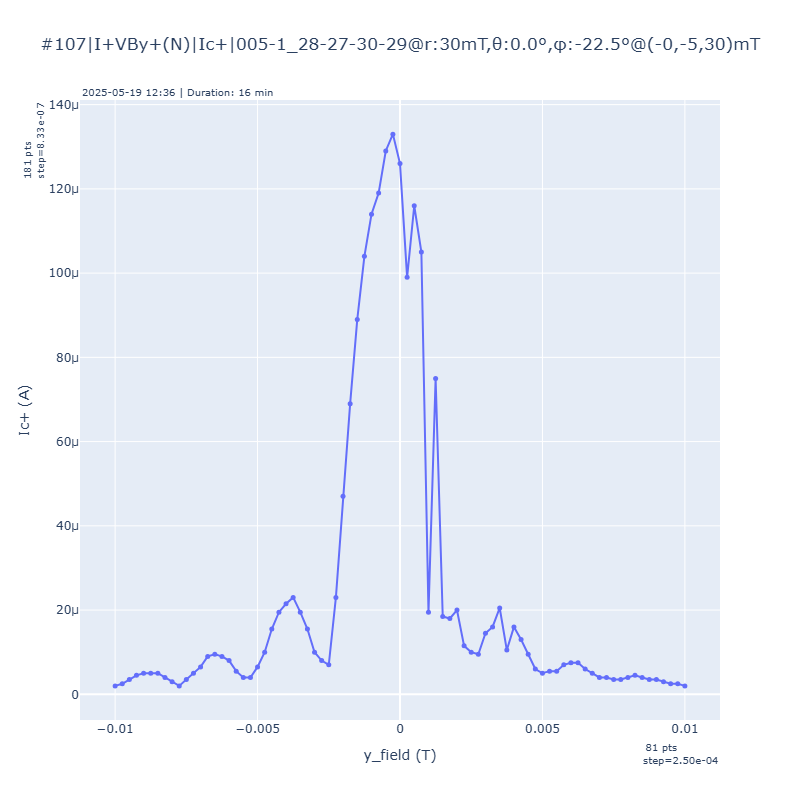 #107|I+VBy+(N)|Ic+|005-1_28-27-30-29@r:30mT,θ:0.0º,φ:-22.5º@(-0,-5,30)mT
2025-05-19 12:36 | Duration: 16 min
181 pts
step=8.33e-07
140μ
120μ
100μ
80μ
60μ
40μ
20μ
0
Ic+ (A)
−0.01
−0.005
0
0.005
0.01
y_field (T)
81 pts
step=2.50e-04